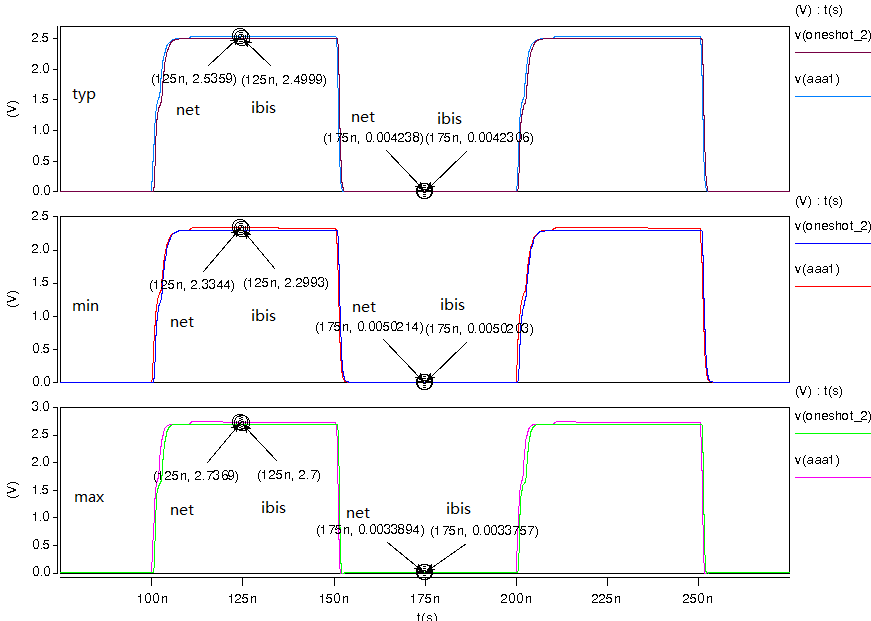 (V) : t(s)
v(oneshot_2)
v(aaa1)
(V)
2.5
2.0
1.5
1.0
0.5
0.0
typ
(125n, 2.5359) (125n, 2.4999)
net ibis
net ibis
(175n, 0.004238) (175n, 0.0042306)
(V) : t(s)
v(oneshot_2)
v(aaa1)
(V)
2.5
2.0
1.5
1.0
0.5
0.0
min
(125n, 2.3344) (125n, 2.2993)
net ibis
net ibis
(175n, 0.0050214) (175n, 0.0050203)
(V) : t(s)
v(oneshot_2)
v(aaa1)
(V)
3.0
2.5
2.0
1.5
1.0
0.5
0.0
max
(125n, 2.7369) (125n, 2.7)
net ibis
net ibis
(175n, 0.0033894) (175n, 0.0033757)
100n 125n 150n 175n 200n 225n 250n
t(s)